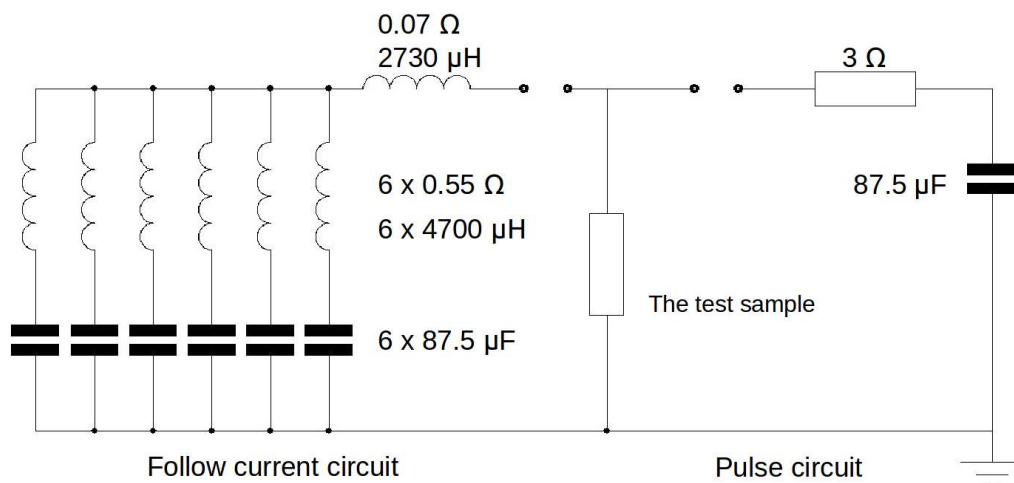 0.07 Ω
2730 µH
3 Ω
6 x 0.55 Ω
87.5 µF
6 x 4700 µH
The test sample
6 x 87.5 µF
Follow current circuit
Pulse circuit